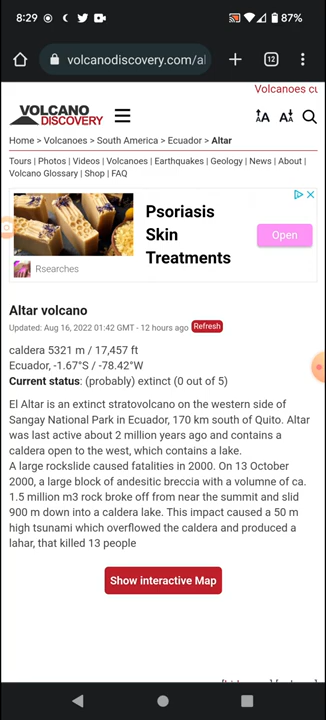 8:29 87%
volcanodiscovery.com/al
12
Volcanoes cu
VOLCANO
DISCOVERY
Home > Volcanoes > South America > Ecuador > Altar
Tours | Photos | Videos | Volcanoes | Earthquakes | Geology | News | About |
Volcano Glossary | Shop | FAQ
Psoriasis
Skin
Treatments
Open
Rsearches
Altar volcano
Updated: Aug 16, 2022 01:42 GMT - 12 hours ago Refresh
caldera 5321 m / 17,457 ft
Ecuador, -1.67°S / -78.42°W
Current status: (probably) extinct (0 out of 5)
El Altar is an extinct stratovolcano on the western side of
Sangay National Park in Ecuador, 170 km south of Quito. Altar
was last active about 2 million years ago and contains a
caldera open to the west, which contains a lake.
A large rockslide caused fatalities in 2000. On 13 October
2000, a large block of andesitic breccia with a volumne of ca.
1.5 million m3 rock broke off from near the summit and slid
900 m down into a caldera lake. This impact caused a 50 m
high tsunami which overflowed the caldera and produced a
lahar, that killed 13 people
Show interactive Map